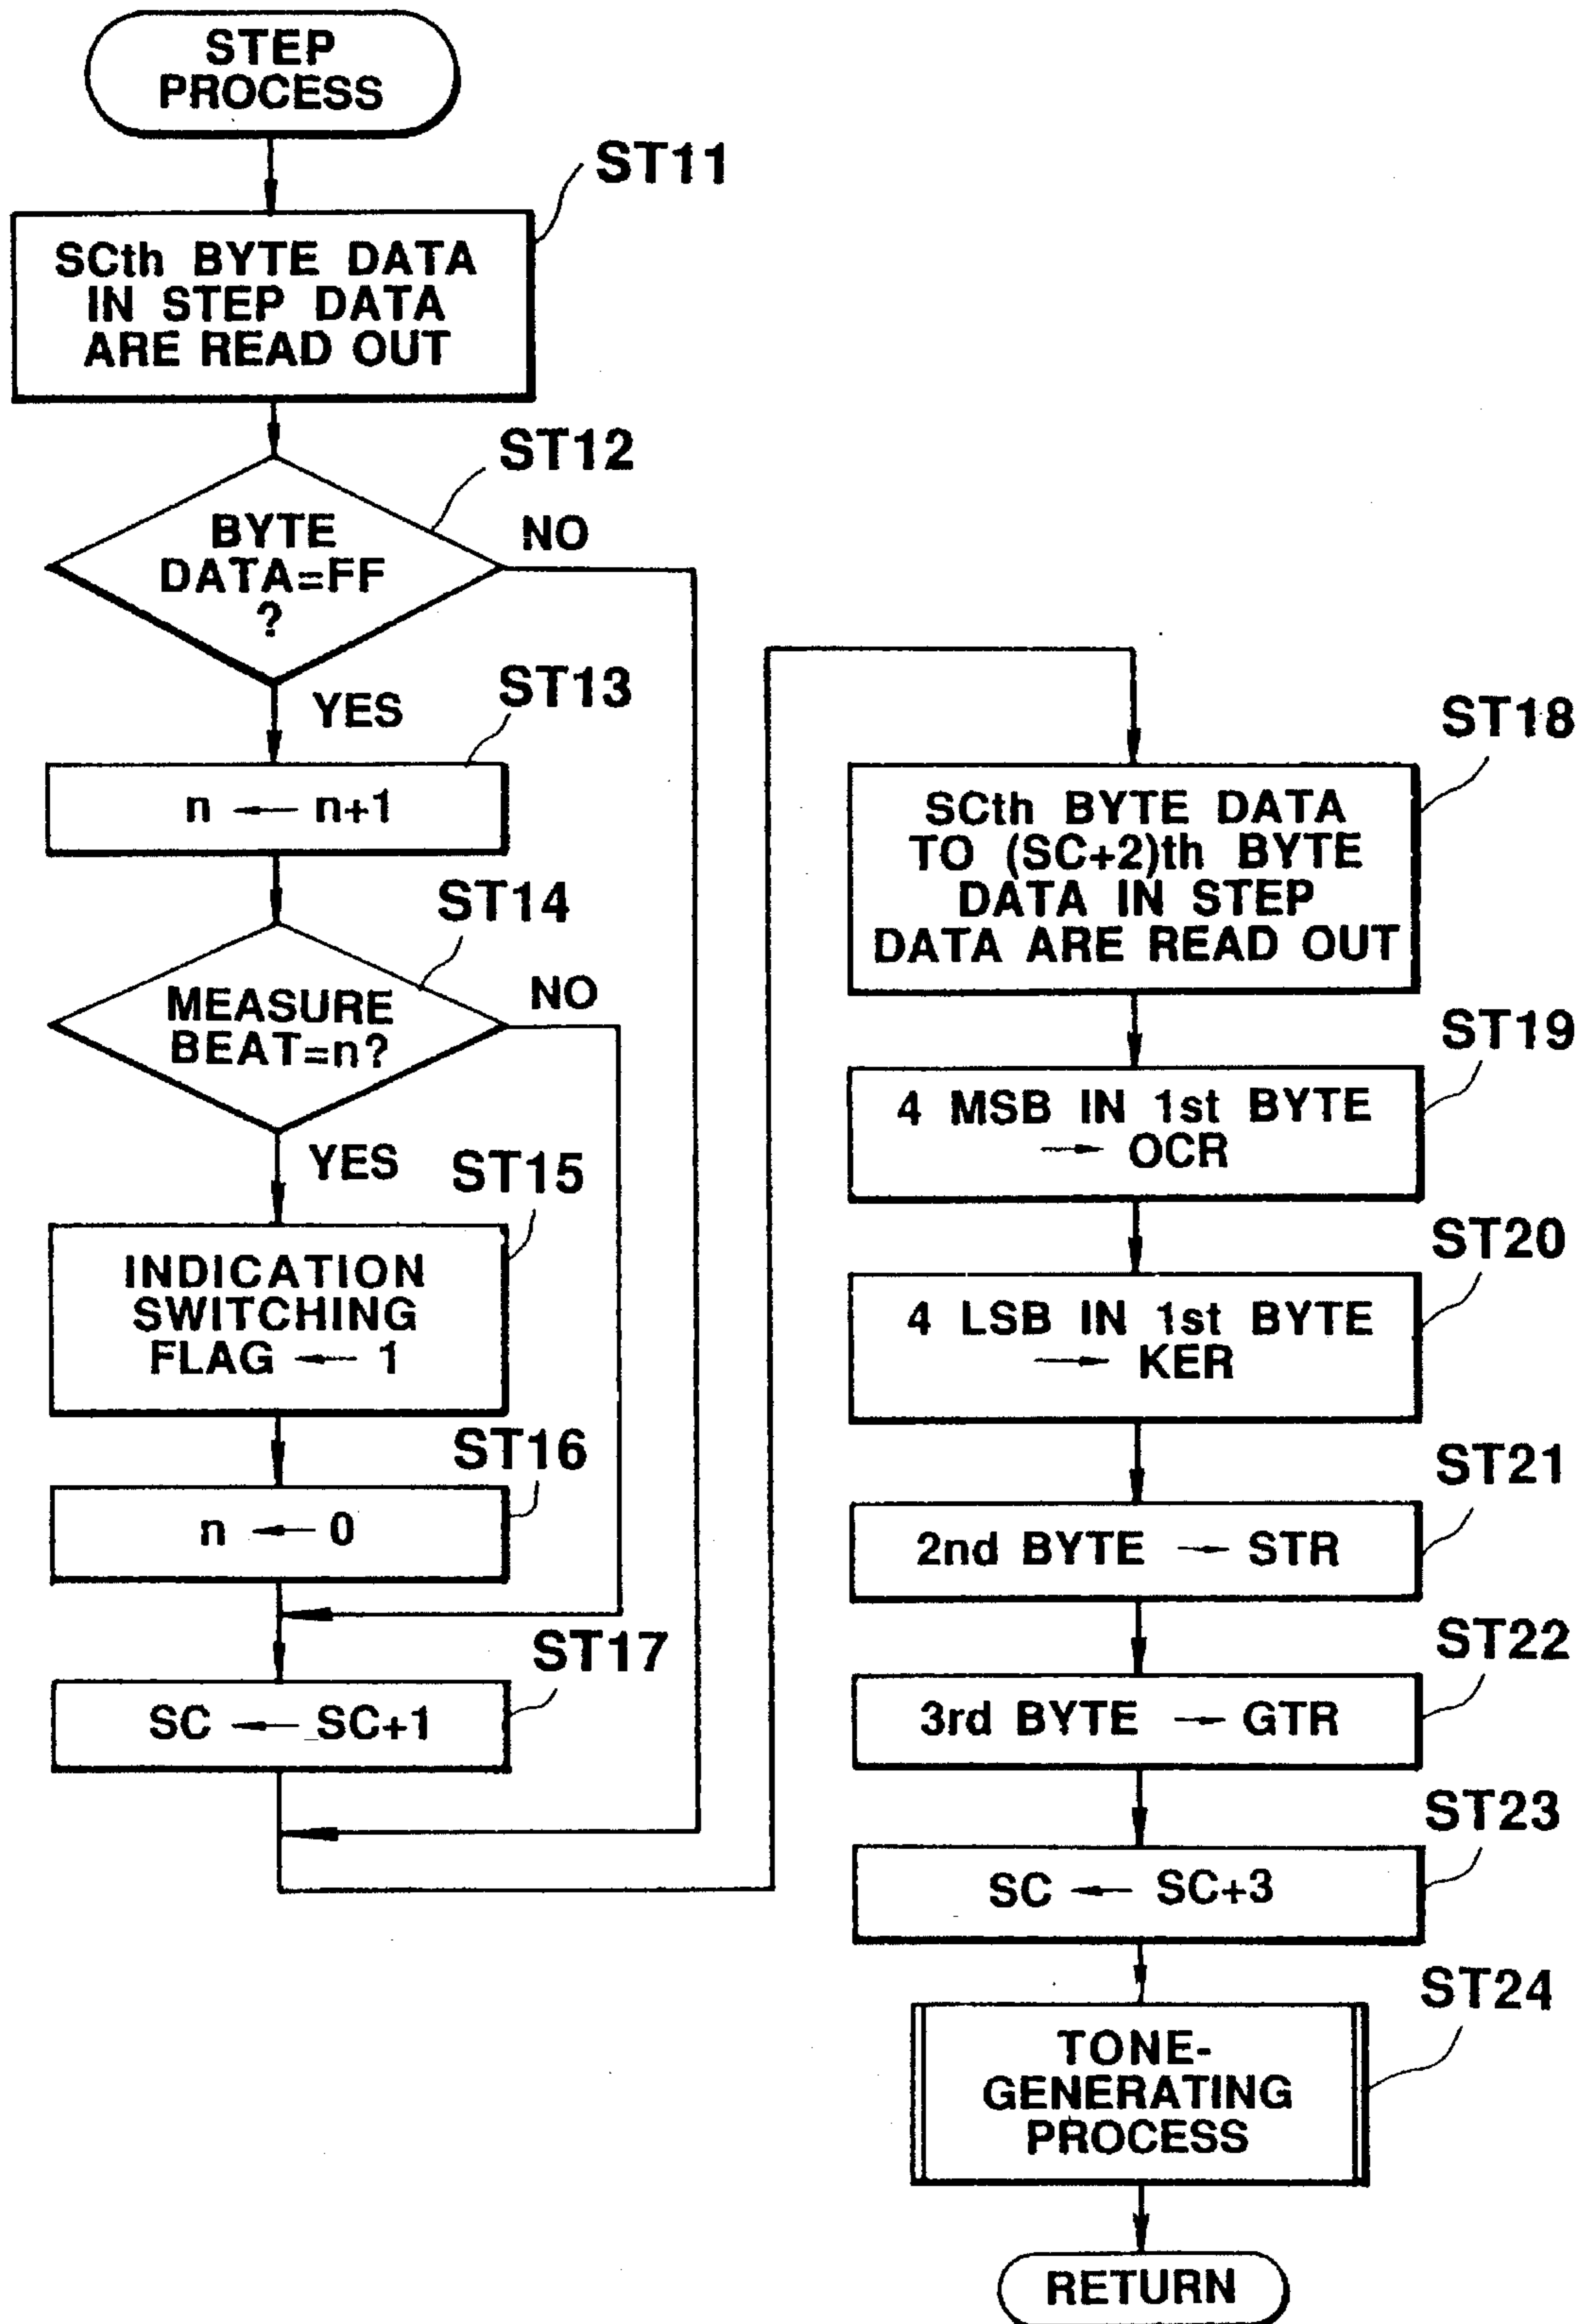 STEP
PROCESS
ST11
SCth BYTE DATA
IN STEP DATA
ARE READ OUT
ST12
BYTE
DATA=FF
?
NO
YES
ST13
n ← n+1
ST14
MEASURE
BEAT=n?
NO
YES
ST15
INDICATION
SWITCHING
FLAG ← 1
ST16
n ← 0
ST17
SC ← SC+1
ST18
SCth BYTE DATA
TO (SC+2)th BYTE
DATA IN STEP
DATA ARE READ OUT
ST19
4 MSB IN 1st BYTE
→ OCR
ST20
4 LSB IN 1st BYTE
→ KER
ST21
2nd BYTE → STR
ST22
3rd BYTE → GTR
ST23
SC ← SC+3
ST24
TONE-
GENERATING
PROCESS
RETURN